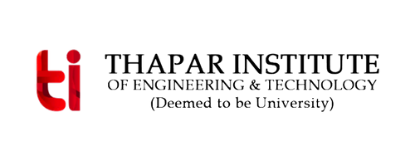 ti THAPAR INSTITUTE
OF ENGINEERING & TECHNOLOGY
(Deemed to be University)